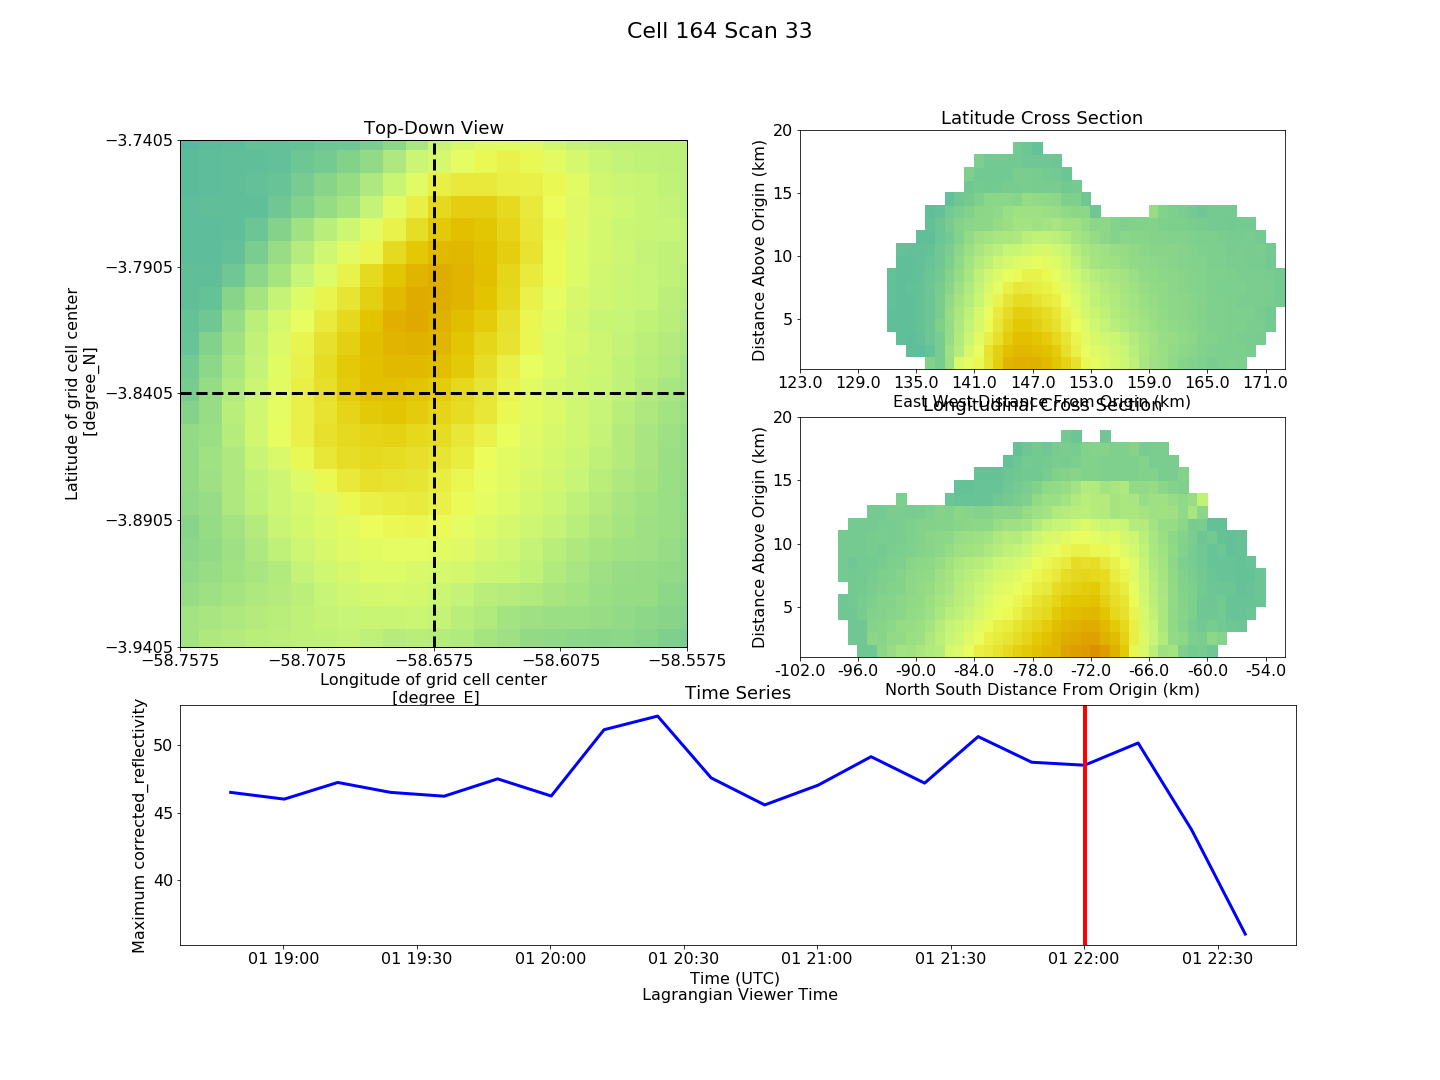 Cell 164 Scan 33
Top-Down View
−3.7405
−3.7905
−3.8405
−3.8905
−3.9405
Latitude of grid cell center
[degree_N]
−58.7575 −58.7075 −58.6575 −58.6075 −58.5575
Longitude of grid cell center
[degree_E]
Latitude Cross Section
20
15
10
5
Distance Above Origin (km)
123.0 129.0 135.0 141.0 147.0 153.0 159.0 165.0 171.0
East West Distance From Origin (km)
Longitudinal Cross Section
20
15
10
5
Distance Above Origin (km)
-102.0 -96.0 -90.0 -84.0 -78.0 -72.0 -66.0 -60.0 -54.0
North South Distance From Origin (km)
Time Series
50
45
40
Maximum corrected_reflectivity
01 19:00 01 19:30 01 20:00 01 20:30 01 21:00 01 21:30 01 22:00 01 22:30
Time (UTC)
Lagrangian Viewer Time